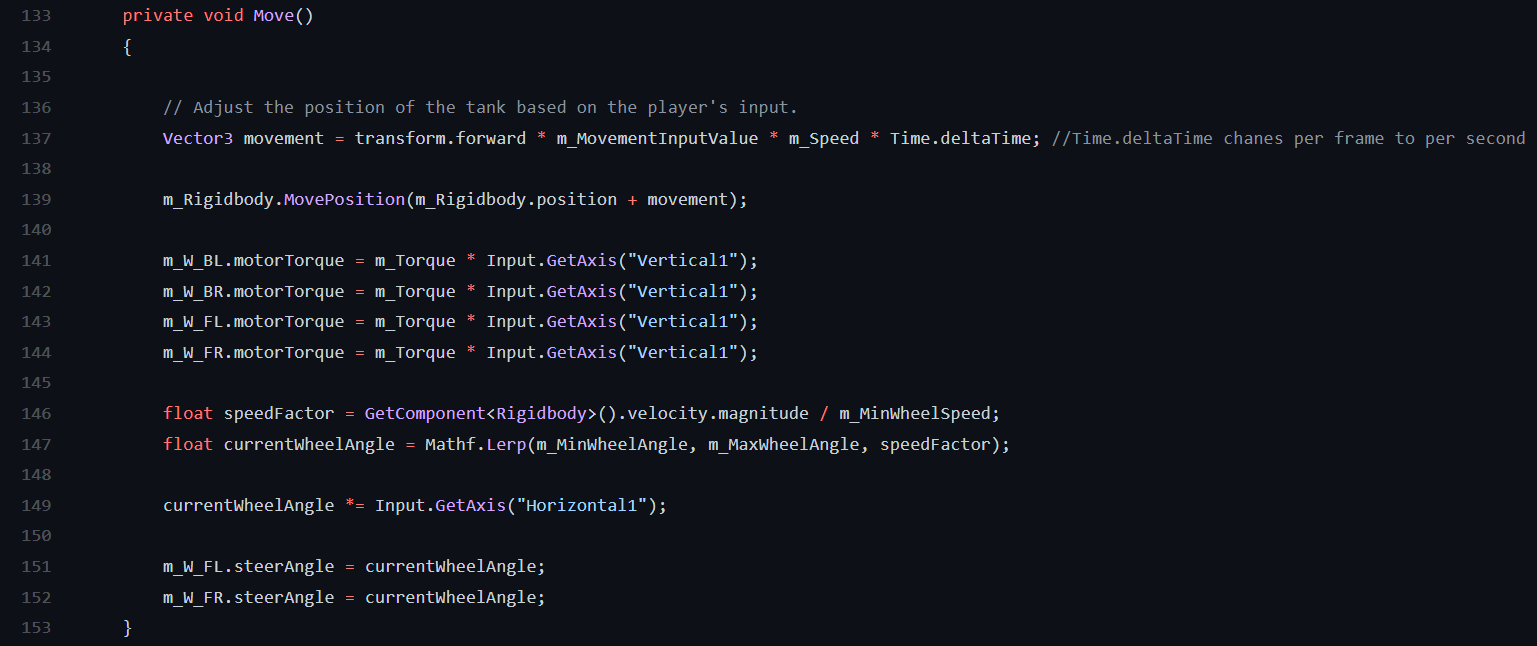 133 private void Move()
134 {
135
136 // Adjust the position of the tank based on the player's input.
137 Vector3 movement = transform.forward * m_MovementInputValue * m_Speed * Time.deltaTime; //Time.deltaTime chanes per frame to per second
138
139 m_Rigidbody.MovePosition(m_Rigidbody.position + movement);
140
141 m_W_BL.motorTorque = m_Torque * Input.GetAxis("Vertical1");
142 m_W_BR.motorTorque = m_Torque * Input.GetAxis("Vertical1");
143 m_W_FL.motorTorque = m_Torque * Input.GetAxis("Vertical1");
144 m_W_FR.motorTorque = m_Torque * Input.GetAxis("Vertical1");
145
146 float speedFactor = GetComponent<Rigidbody>().velocity.magnitude / m_MinWheelSpeed;
147 float currentWheelAngle = Mathf.Lerp(m_MinWheelAngle, m_MaxWheelAngle, speedFactor);
148
149 currentWheelAngle *= Input.GetAxis("Horizontal1");
150
151 m_W_FL.steerAngle = currentWheelAngle;
152 m_W_FR.steerAngle = currentWheelAngle;
153 }